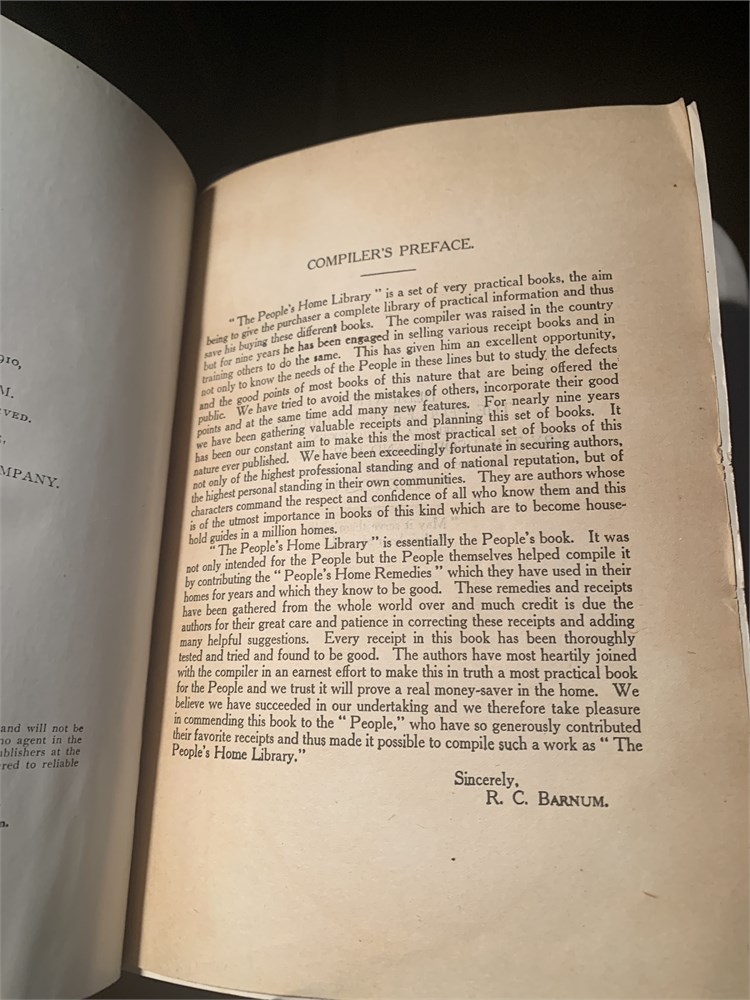 910,
M.
VED.
MPANY.
and will not be
no agent in the
ublishers at the
red to reliable
n.
COMPILER'S PREFACE.
"The People's Home Library" is a set of very practical books, the aim
being to give the purchaser a complete library of practical information and thus
save his buying these different books. The compiler was raised in the country
but for nine years he has been engaged in selling various receipt books and in
training others to do the same. This has given him an excellent opportunity,
not only to know the needs of the People in these lines but to study the defects
and the good points of most books of this nature that are being offered the
public. We have tried to avoid the mistakes of others, incorporate their good
points and at the same time add many new features. For nearly nine years
we have been gathering valuable receipts and planning this set of books. It
has been our constant aim to make this the most practical set of books of this
nature ever published. We have been exceedingly fortunate in securing authors,
not only of the highest professional standing and of national reputation, but of
the highest personal standing in their own communities. They are authors whose
characters command the respect and confidence of all who know them and this
is of the utmost importance in books of this kind which are to become house-
hold guides in a million homes.
"The People's Home Library" is essentially the People's book. It was
not only intended for the People but the People themselves helped compile it
by contributing the "People's Home Remedies" which they have used in their
homes for years and which they know to be good. These remedies and receipts
have been gathered from the whole world over and much credit is due the
authors for their great care and patience in correcting these receipts and adding
many helpful suggestions. Every receipt in this book has been thoroughly
tested and tried and found to be good. The authors have most heartily joined
with the compiler in an earnest effort to make this in truth a most practical book
for the People and we trust it will prove a real money-saver in the home. We
believe we have succeeded in our undertaking and we therefore take pleasure
in commending this book to the "People," who have so generously contributed
their favorite receipts and thus made it possible to compile such a work as "The
People's Home Library."
Sincerely,
R. C. BARNUM.